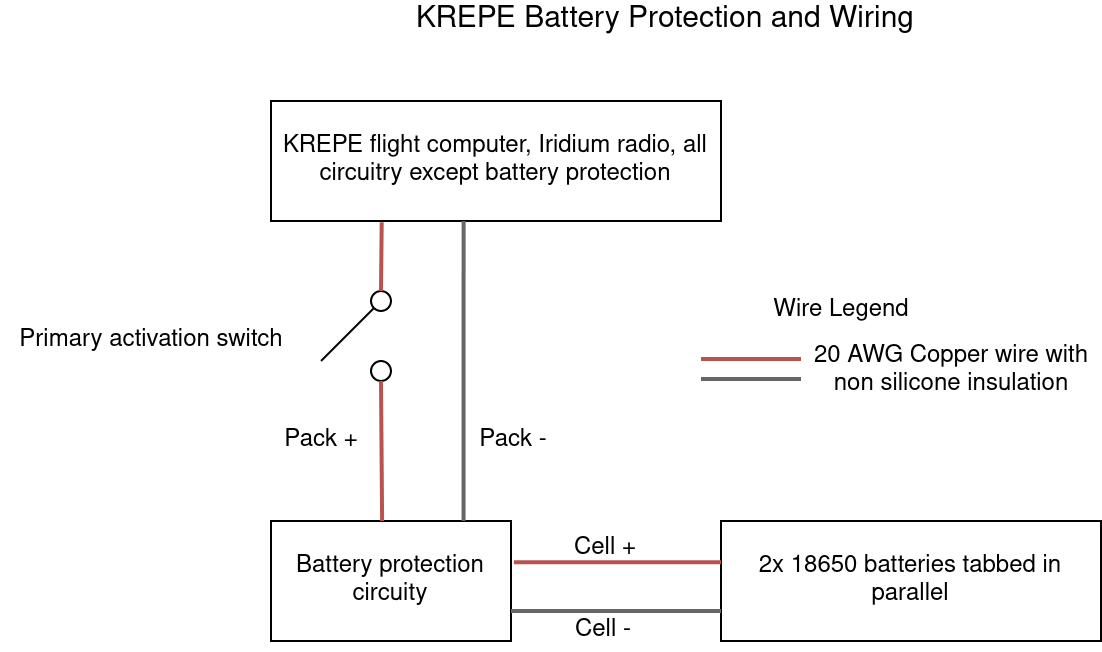 KREPE Battery Protection and Wiring
KREPE flight computer, Iridium radio, all
circuitry except battery protection
Primary activation switch
Wire Legend
20 AWG Copper wire with
non silicone insulation
Pack +
Pack -
Battery protection
circuity
Cell +
Cell -
2x 18650 batteries tabbed in
parallel